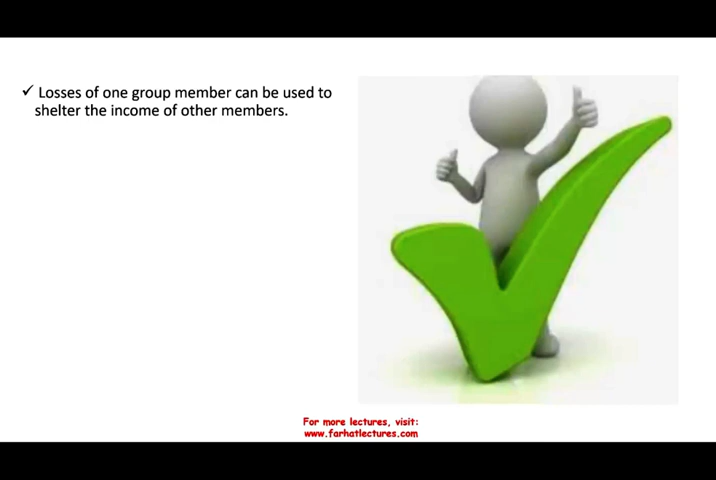 ✓ Losses of one group member can be used to
shelter the income of other members.
For more lectures, visit:
www.farhatlectures.com